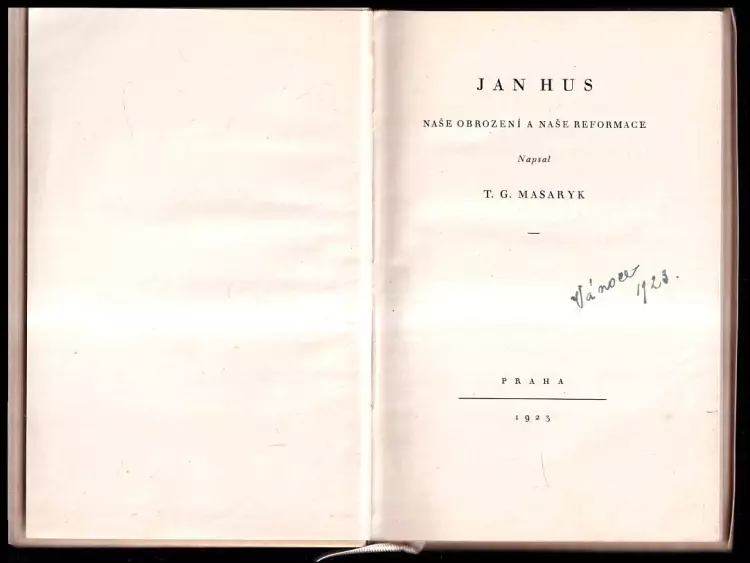 JAN HUS
NAŠE OBROZENÍ A NAŠE REFORMACE
Napsal
T. G. MASARYK
Vánoce
1923.
PRAHA
1923